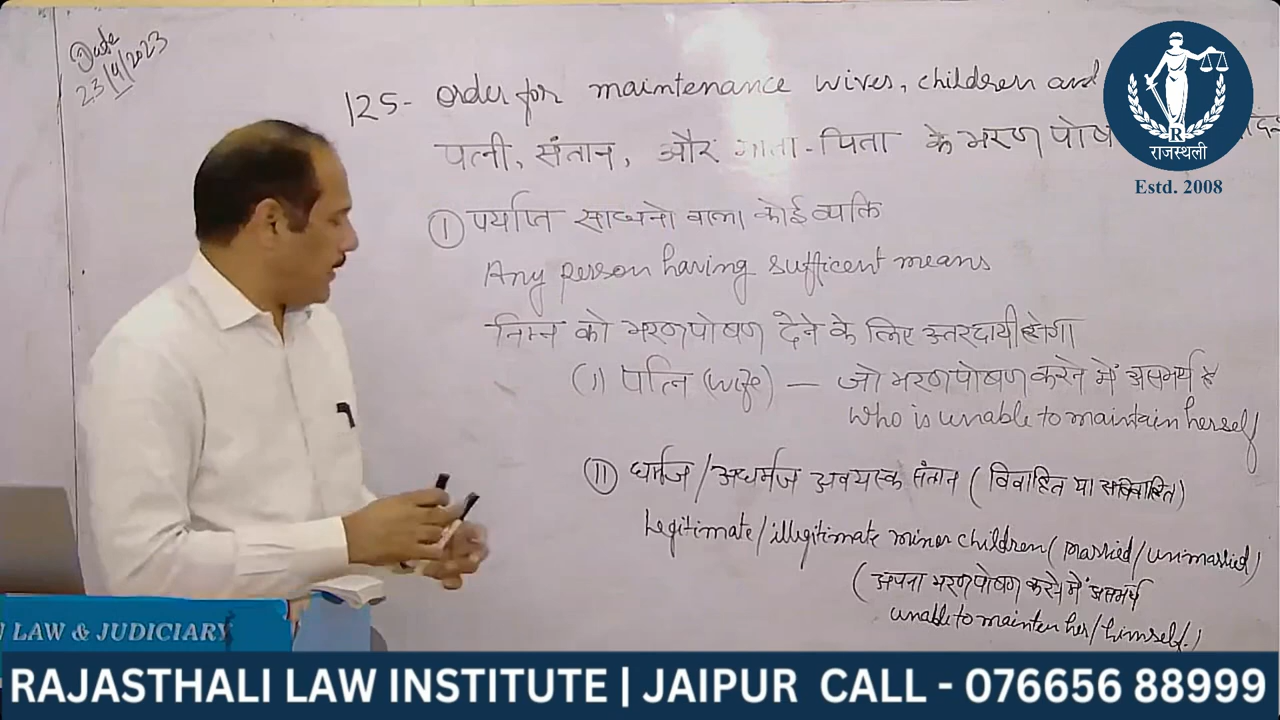 Date
23/4/2023
125- order for maintenance wives, children and
पत्नी, संतान, और माता-पिता के भरण पोष
① पर्याप्त साधनो वाला कोई व्यक्ति
Any person having sufficent means
निम्न को भरणपोषण देने के लिए उत्तरदायी होगा
(I) पत्नि (wife) — जो भरणपोषण करने में असमर्थ है
who is unable to maintain herself
(II) धर्मज / अधर्मज अवयस्क संतान (विवाहित या अविवाहित)
Legitimate/illegitimate minor children (married/unmarried)
(अपना भरणपोषण करने में असमर्थ
unable to mainten her/himself.)
R
राजस्थली
Estd. 2008
LAW & JUDICIARY
RAJASTHALI LAW INSTITUTE | JAIPUR CALL - 076656 88999